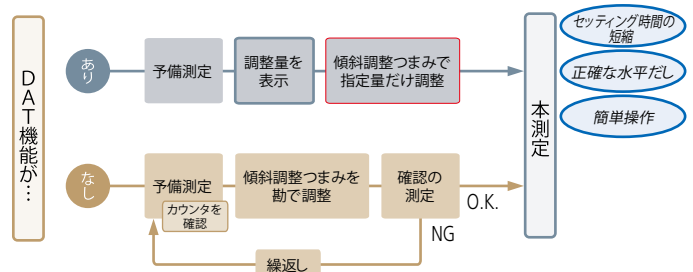 DAT機能が…
あり
予備測定
調整量を
表示
傾斜調整つまみで
指定量だけ調整
なし
予備測定
カウンタを
確認
傾斜調整つまみを
勘で調整
確認の
測定
O.K.
NG
繰返し
本測定
セッティング時間の
短縮
正確な水平だし
簡単操作